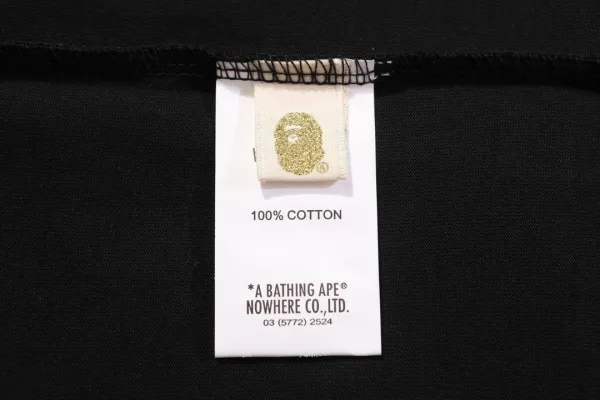 100% COTTON
*A BATHING APE®
NOWHERE CO.,LTD.
03 (5772) 2524